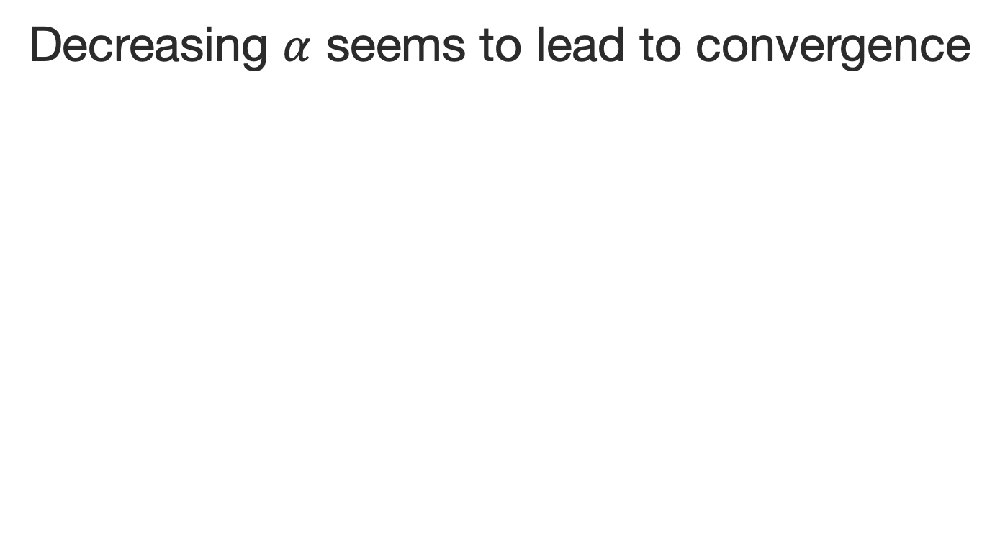 Decreasing 𝛼 seems to lead to convergence